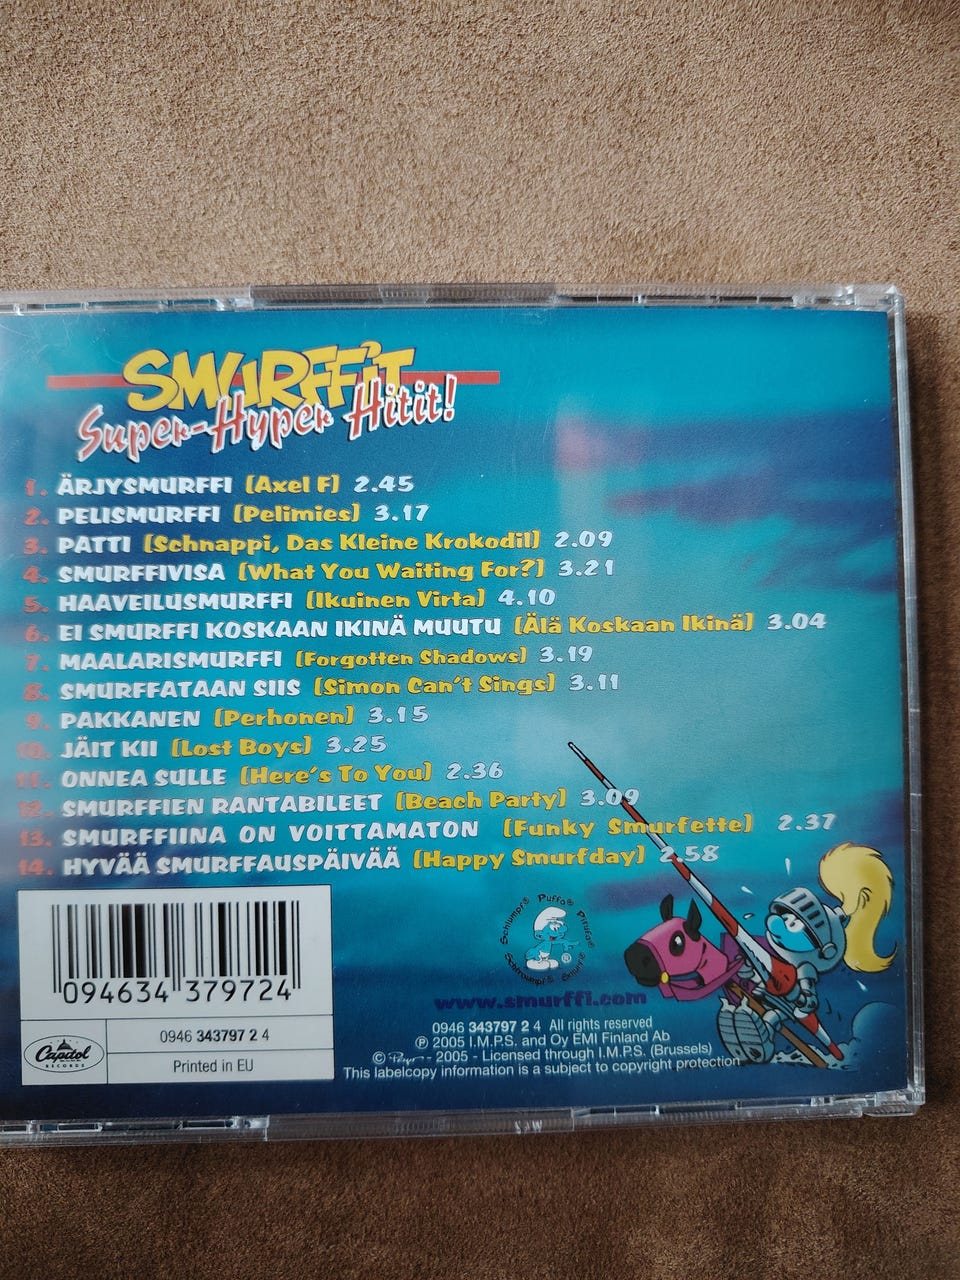 SMURFFIT
Super-Hyper Hitit!
1. ÄRJYSMURFFI (Axel F) 2.45
2. PELISMURFFI (Pelimies) 3.17
3. PATTI (Schnappi, Das Kleine Krokodil) 2.09
4. SMURFFIVISA (What You Waiting For?) 3.21
5. HAAVEILUSMURFFI (Ikuinen Virta) 4.10
6. EI SMURFFI KOSKAAN IKINÄ MUUTU (Älä Koskaan Ikinä) 3.04
7. MAALARISMURFFI (Forgotten Shadows) 3.19
8. SMURFFATAAN SIIS (Simon Can't Sings) 3.11
9. PAKKANEN (Perhonen) 3.15
10. JÄIT KII (Lost Boys) 3.25
11. ONNEA SULLE (Here's To You) 2.36
12. SMURFFIEN RANTABILEET (Beach Party) 3.09
13. SMURFFIINA ON VOITTAMATON (Funky Smurfette) 2.37
14. HYVÄÄ SMURFFAUSPÄIVÄÄ (Happy Smurfday) 2.58
Schlumpf® Puffo® Pitufo®
Schtroumpf® Smurf®
®
www.smurffi.com
0 94634 37972 4
0946 343797 2 4
Capitol
RECORDS
Printed in EU
0946 343797 2 4 All rights reserved
℗ 2005 I.M.P.S. and Oy EMI Finland Ab
© Peyo - 2005 - Licensed through I.M.P.S. (Brussels)
This labelcopy information is a subject to copyright protection